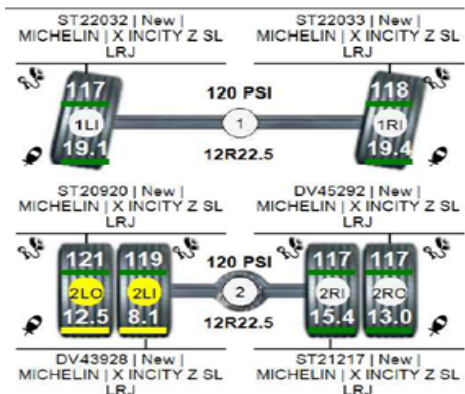 ST22032 | New |
MICHELIN | X INCITY Z SL
LRJ
ST22033 | New |
MICHELIN | X INCITY Z SL
LRJ
117
120 PSI
118
1LI
1
1RI
19.1
12R22.5
19.4
ST20920 | New |
MICHELIN | X INCITY Z SL
LRJ
DV45292 | New |
MICHELIN | X INCITY Z SL
LRJ
121
119
120 PSI
117
117
2LO
2LI
2
2RI
2RO
12.5
8.1
12R22.5
15.4
13.0
DV43928 | New |
MICHELIN | X INCITY Z SL
LRJ
ST21217 | New |
MICHELIN | X INCITY Z SL
LRJ